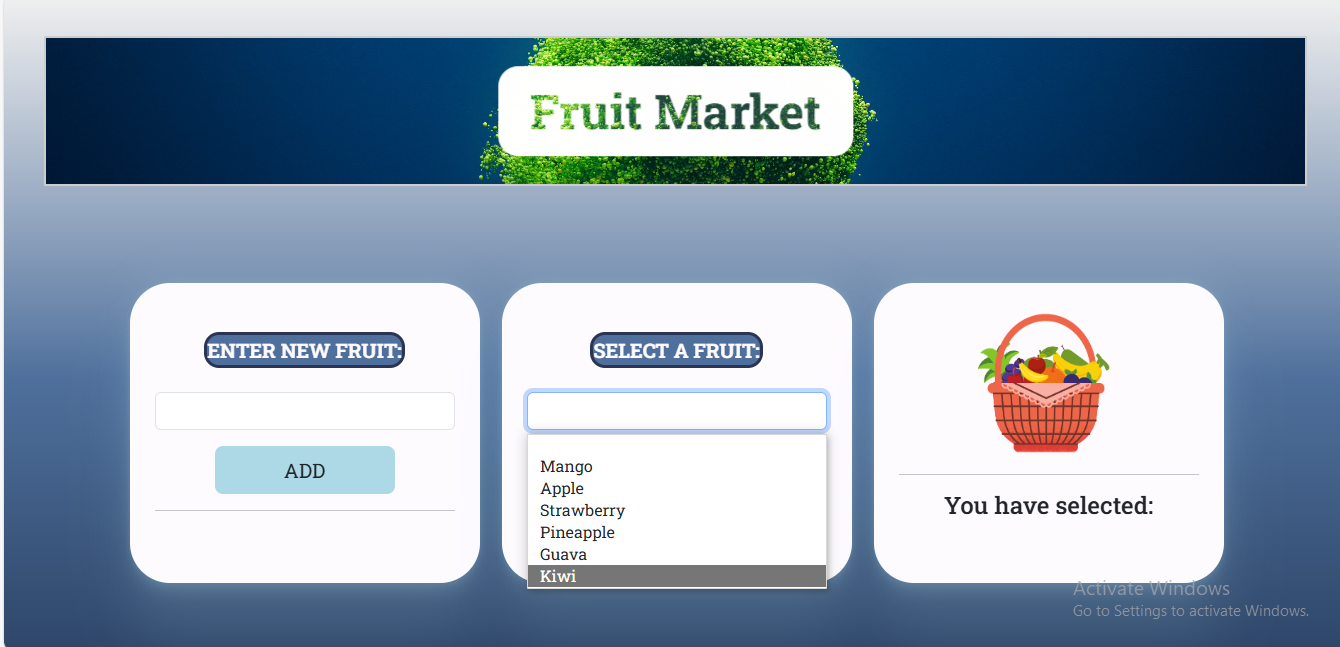 Fruit Market
ENTER NEW FRUIT:
ADD
SELECT A FRUIT:
Mango
Apple
Strawberry
Pineapple
Guava
Kiwi
You have selected:
Activate Windows
Go to Settings to activate Windows.